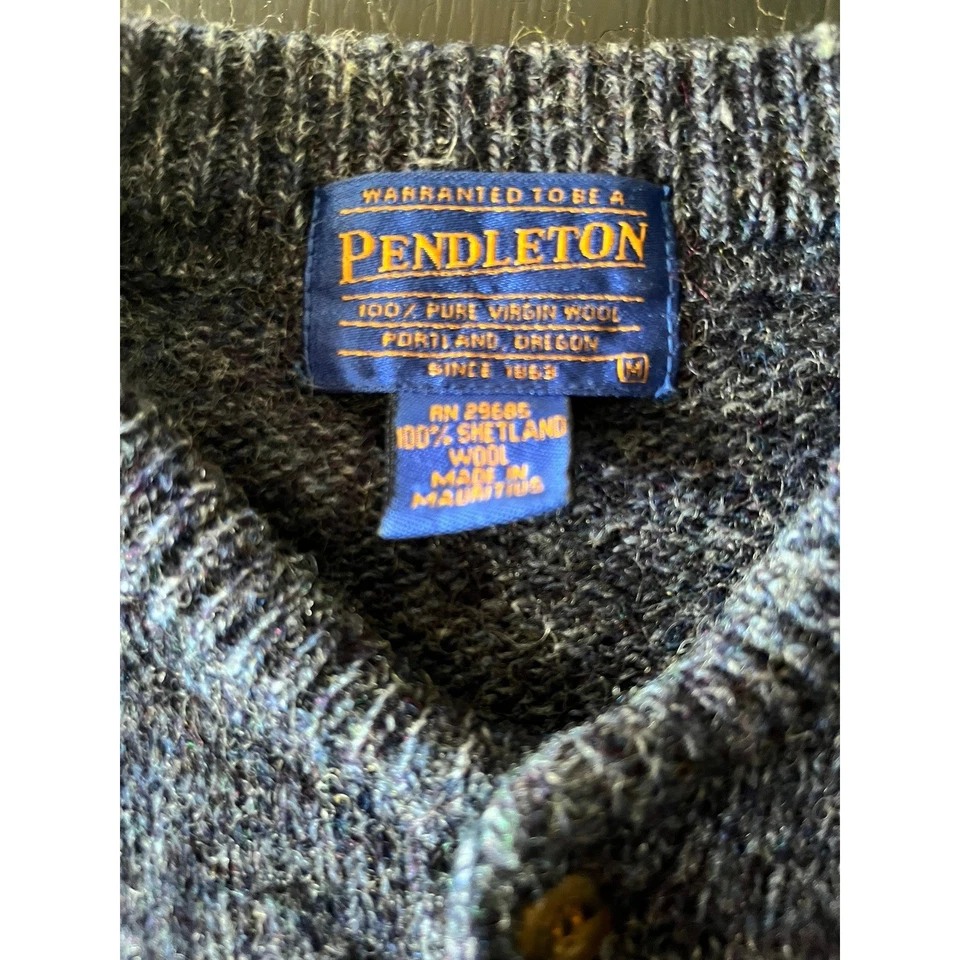 WARRANTED TO BE A
PENDLETON
100% PURE VIRGIN WOOL
PORTLAND, OREGON
SINCE 1863
M
RN 29685
100% SHETLAND
WOOL
MADE IN
MAURITIUS